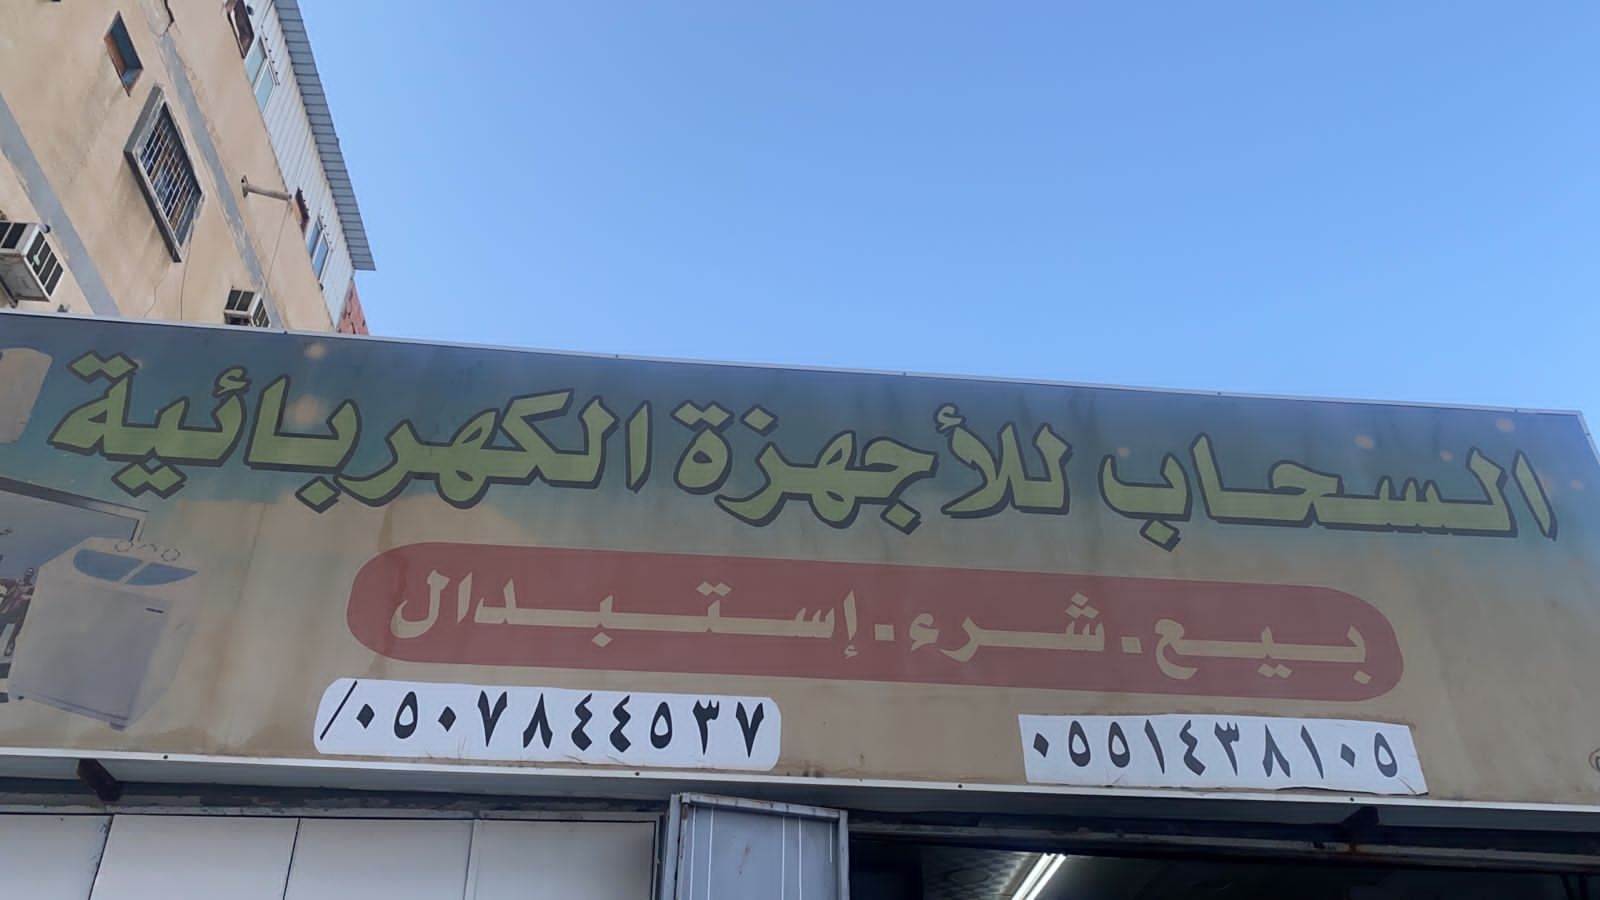 السحاب للأجهزة الكهربائية
بيع . شرء . إستبدال
٠٥٥١٤٣٨١٠٥
/٠٥٠٧٨٤٤٥٣٧